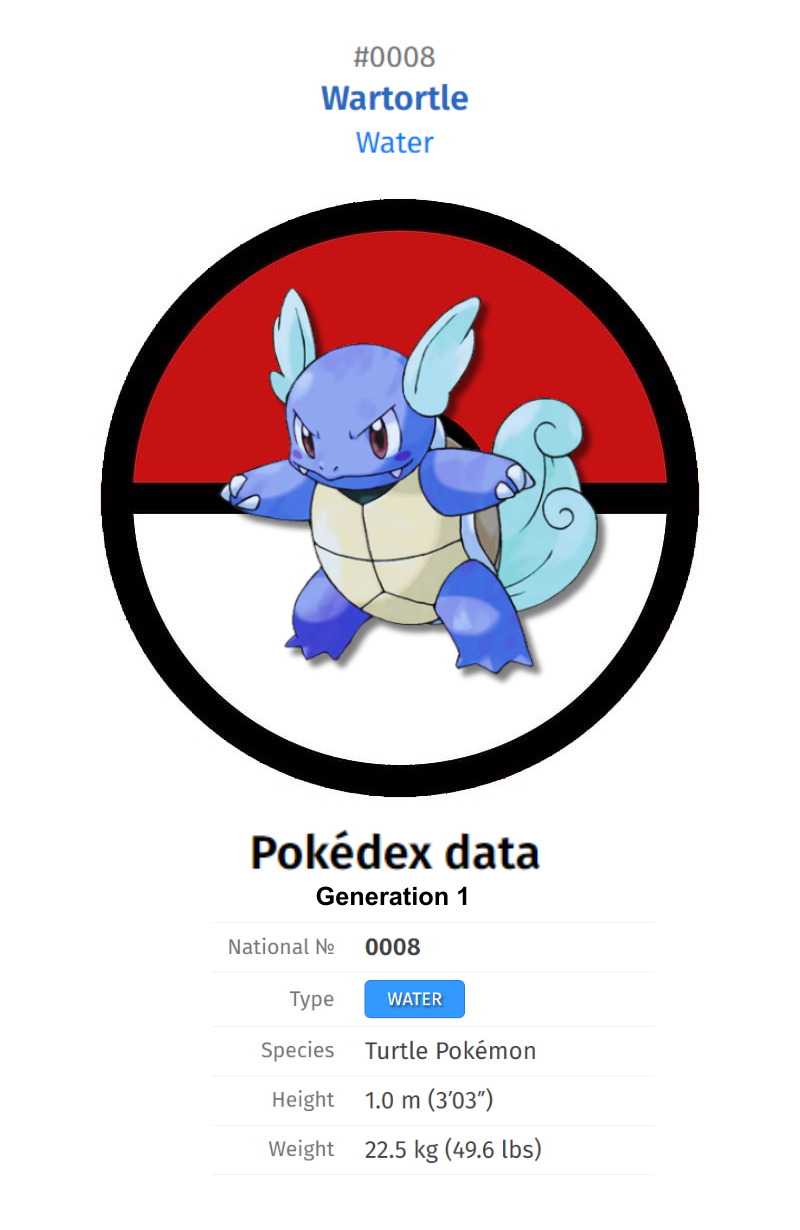 #0008
Wartortle
Water
Pokédex data
Generation 1
National № 0008
Type WATER
Species Turtle Pokémon
Height 1.0 m (3′03″)
Weight 22.5 kg (49.6 lbs)